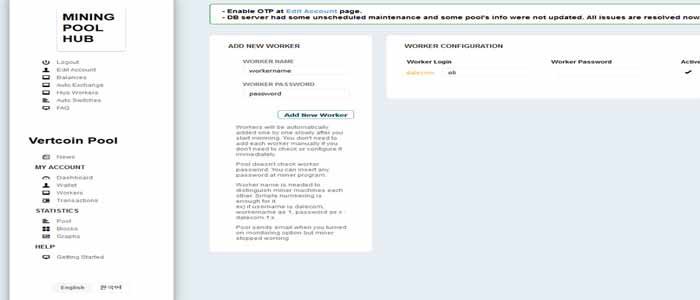 MINING
POOL
HUB
Logout
Edit Account
Balances
Auto Exchange
Hub Workers
Auto Switches
FAQ
Vertcoin Pool
News
MY ACCOUNT
Dashboard
Wallet
Workers
Transactions
STATISTICS
Pool
Blocks
Graphs
HELP
Getting Started
English 한국어
- Enable OTP at Edit Account page.
- DB server had some unscheduled maintenance and some pool's info were not updated. All issues are resolved now
ADD NEW WORKER
WORKER NAME
workername
WORKER PASSWORD
password
Add New Worker
Workers will be automatically
added one by one slowly after you
start minning. You don't need to
add each worker manually if you
don't need to check or configure it
immediately.
Pool doesn't check worker
password. You can insert any
password at miner program.
Worker name is needed to
distinguish miner machines each
other. Simple numbering is
enough for it.
ex) if username is dalecom,
workername as 1, password as x :
dalecom.1:x
Pool sends email when you turned
on monitoring option but miner
stopped working
WORKER CONFIGURATION
Worker Login Worker Password Active
dalecom. oli